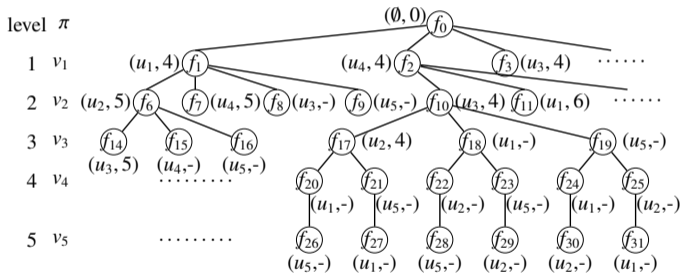 level π (∅, 0) f0
1 v1 (u1, 4) f1 (u4, 4) f2 f3 (u3, 4) ······
2 v2 (u2, 5) f6 f7 (u4, 5) f8 (u3,-) f9 (u5,-) f10 (u3, 4) f11 (u1, 6) ······
3 v3 f14 f15 f16 f17 (u2, 4) f18 (u1,-) f19 (u5,-)
(u3, 5) (u4,-) (u5,-)
4 v4 ········· f20 f21 f22 f23 f24 f25
(u1,-) (u5,-) (u2,-) (u5,-) (u1,-) (u2,-)
5 v5 ········· f26 f27 f28 f29 f30 f31
(u5,-) (u1,-) (u5,-) (u2,-) (u2,-) (u1,-)